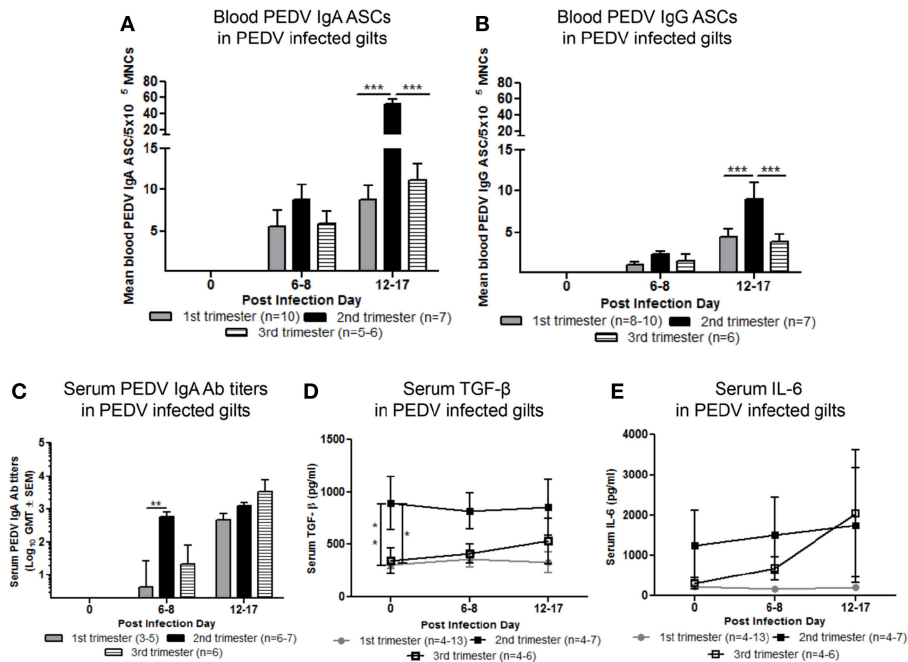 A
Blood PEDV IgA ASCs
in PEDV infected gilts
Mean blood PEDV IgA ASC/5x10 5 MNCs
80
60
40
20
15
10
5
*** ***
0 6-8 12-17
Post Infection Day
1st trimester (n=10) 2nd trimester (n=7)
3rd trimester (n=5-6)
B
Blood PEDV IgG ASCs
in PEDV infected gilts
Mean blood PEDV IgG ASC/5x10 5 MNCs
80
60
40
20
15
10
5
*** ***
0 6-8 12-17
Post Infection Day
1st trimester (n=8-10) 2nd trimester (n=7)
3rd trimester (n=6)
C
Serum PEDV IgA Ab titers
in PEDV infected gilts
Serum PEDV IgA Ab titers
(Log10 GMT ± SEM)
5
4
3
2
1
**
0 6-8 12-17
Post Infection Day
1st trimester (3-5) 2nd trimester (n=6-7)
3rd trimester (n=6)
D
Serum TGF-β
in PEDV infected gilts
Serum TGF- β (pg/ml)
1500
1000
500
0
**
*
0 6-8 12-17
Post Infection Day
1st trimester (n=4-13) 2nd trimester (n=4-7)
3rd trimester (n=4-6)
E
Serum IL-6
in PEDV infected gilts
Serum IL-6 (pg/ml)
4000
3000
2000
1000
0
0 6-8 12-17
Post Infection Day
1st trimester (n=4-13) 2nd trimester (n=4-7)
3rd trimester (n=4-6)